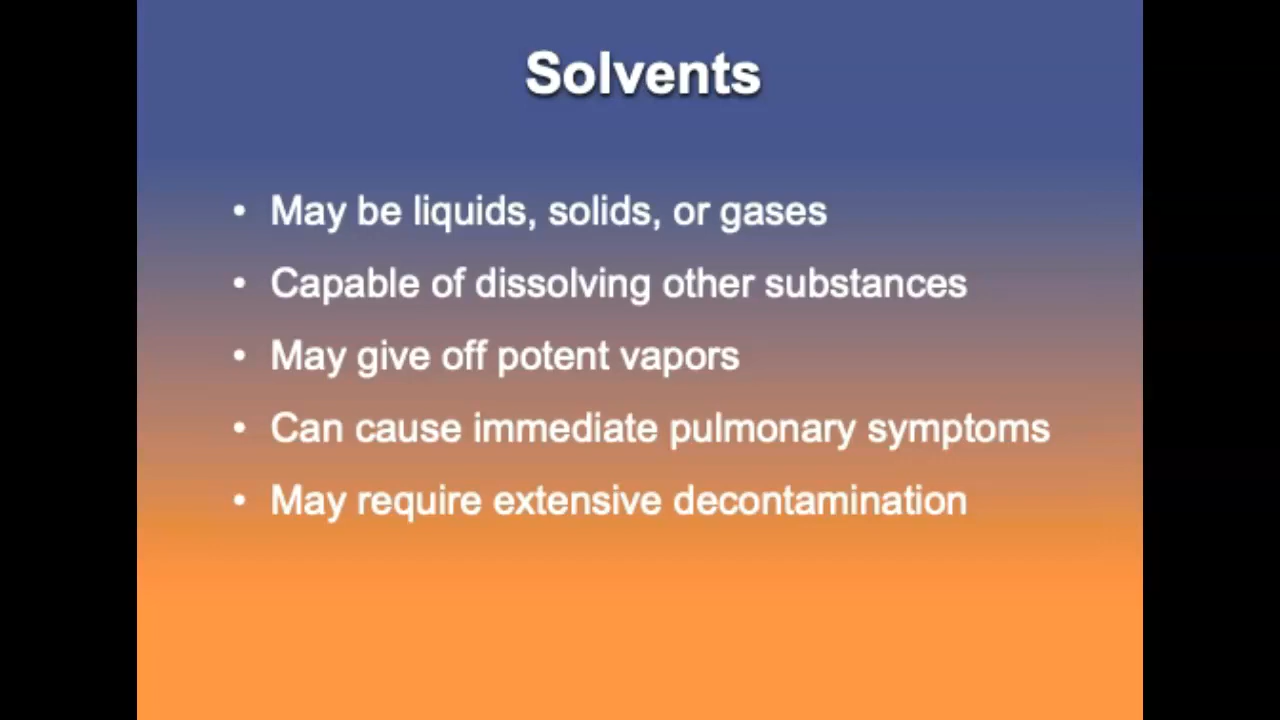 Solvents
• May be liquids, solids, or gases
• Capable of dissolving other substances
• May give off potent vapors
• Can cause immediate pulmonary symptoms
• May require extensive decontamination